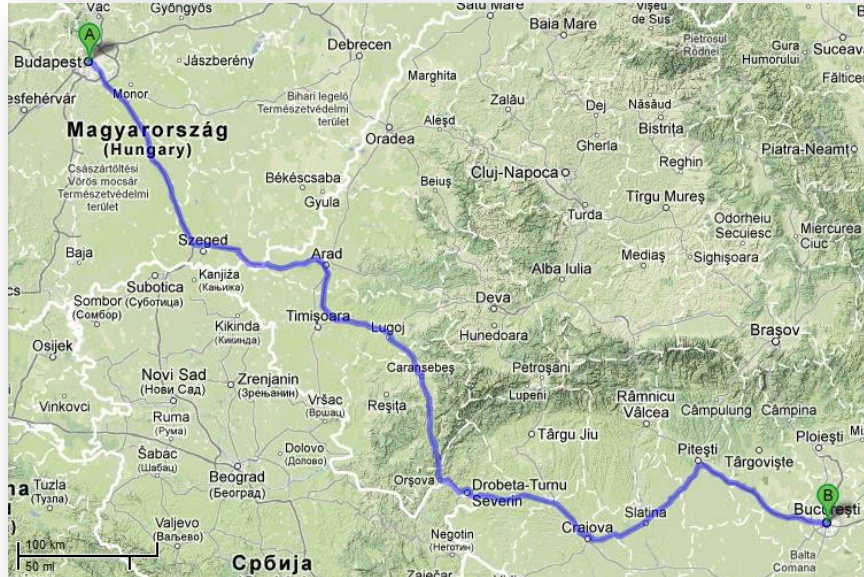 Vác
Gyöngyös
Satu Mare
Vișeu
de Sus
Baia Mare
A
Budapest
Jászberény
Debrecen
Pietrosul
Rodnei
Gura
Humorului
Suceava
Fălticeni
Marghita
Monor
esfehérvár
Bihari legelő
Természetvédelmi
terület
Zalău
Dej
Năsăud
Bistrița
Magyarország
(Hungary)
Oradea
Aleșd
Gherla
Piatra-Neamț
Császártöltési
Vörös mocsár
Természetvédelmi
terület
Békéscsaba
Gyula
Beiuș
Cluj-Napoca
Reghin
Turda
Tîrgu Mureș
Odorheiu
Secuiesc
Miercurea
Ciuc
Baja
Szeged
Arad
Mediaș
Sighișoara
Alba Iulia
Kanjiža
(Кањижа)
Subotica
(Суботица)
Sombor
(Сомбор)
Deva
Timișoara
Lugoj
Hunedoara
Brașov
Kikinda
(Кикинда)
Osijek
Caransebeș
Petroșani
Lupeni
Novi Sad
(Нови Сад)
Zrenjanin
(Зрењанин)
Vršac
(Вршац)
Reșița
Râmnicu
Vâlcea
Câmpulung
Câmpina
Vinkovci
Ruma
(Рума)
Târgu Jiu
Ploiești
Pitești
Târgoviște
Šabac
(Шабац)
Dolovo
(Долово)
Beograd
(Београд)
Orșova
Drobeta-Turnu
Severin
B
București
Tuzla
(Тузла)
Slatina
Craiova
Valjevo
(Ваљево)
Negotin
(Неготин)
Balta
Comana
100 km
50 mi
Србија
Зајечар